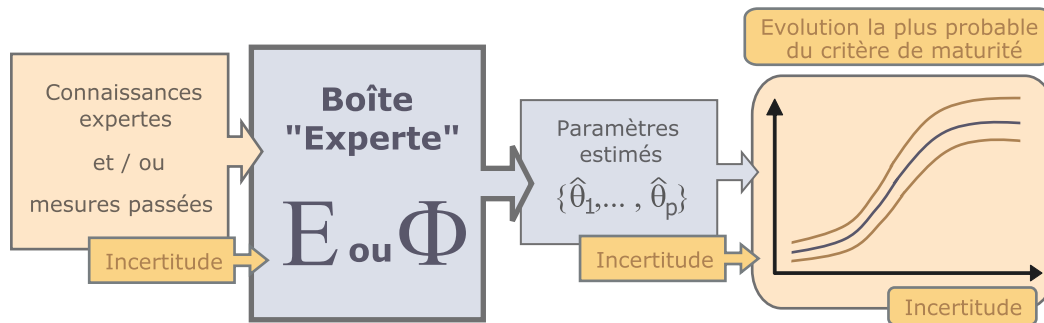 Connaissances
expertes
et / ou
mesures passées
Incertitude
Boîte
"Experte"
E ou Φ
Paramètres
estimés
{θ̂1,... , θ̂p}
Incertitude
Evolution la plus probable
du critère de maturité
Incertitude